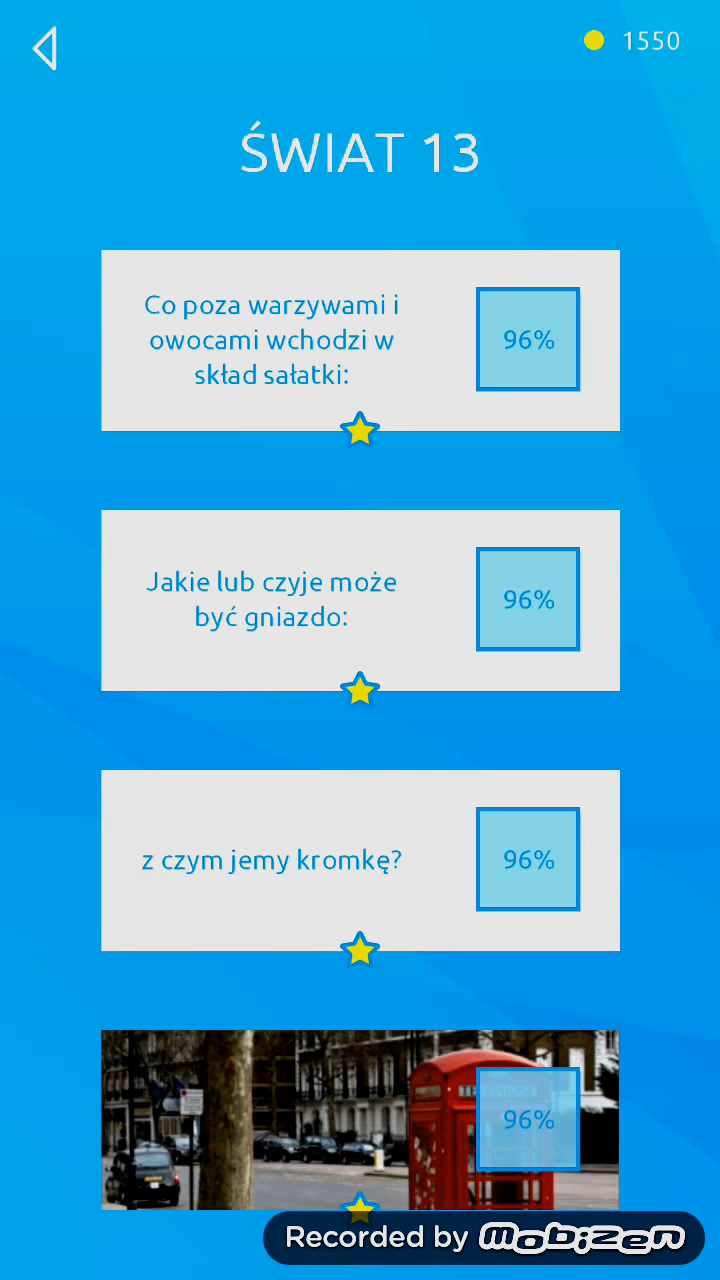 1550
ŚWIAT 13
Co poza warzywami i
owocami wchodzi w
skład sałatki:
96%
Jakie lub czyje może
być gniazdo:
96%
z czym jemy kromkę?
96%
96%
Recorded by Mobizen